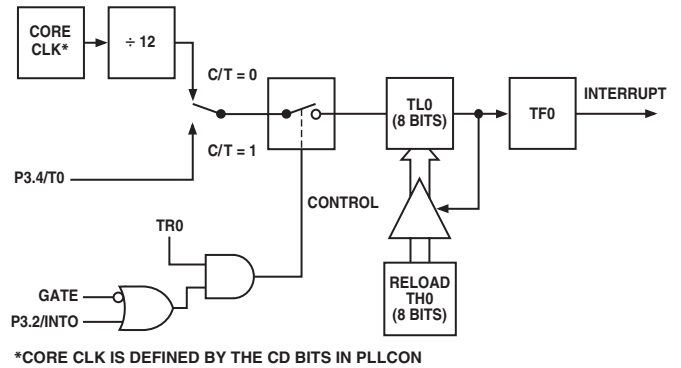 CORE
CLK*
÷ 12
C/T = 0
C/T = 1
P3.4/T0
TL0
(8 BITS)
TF0
INTERRUPT
CONTROL
TR0
GATE
P3.2/INTO
RELOAD
TH0
(8 BITS)
*CORE CLK IS DEFINED BY THE CD BITS IN PLLCON